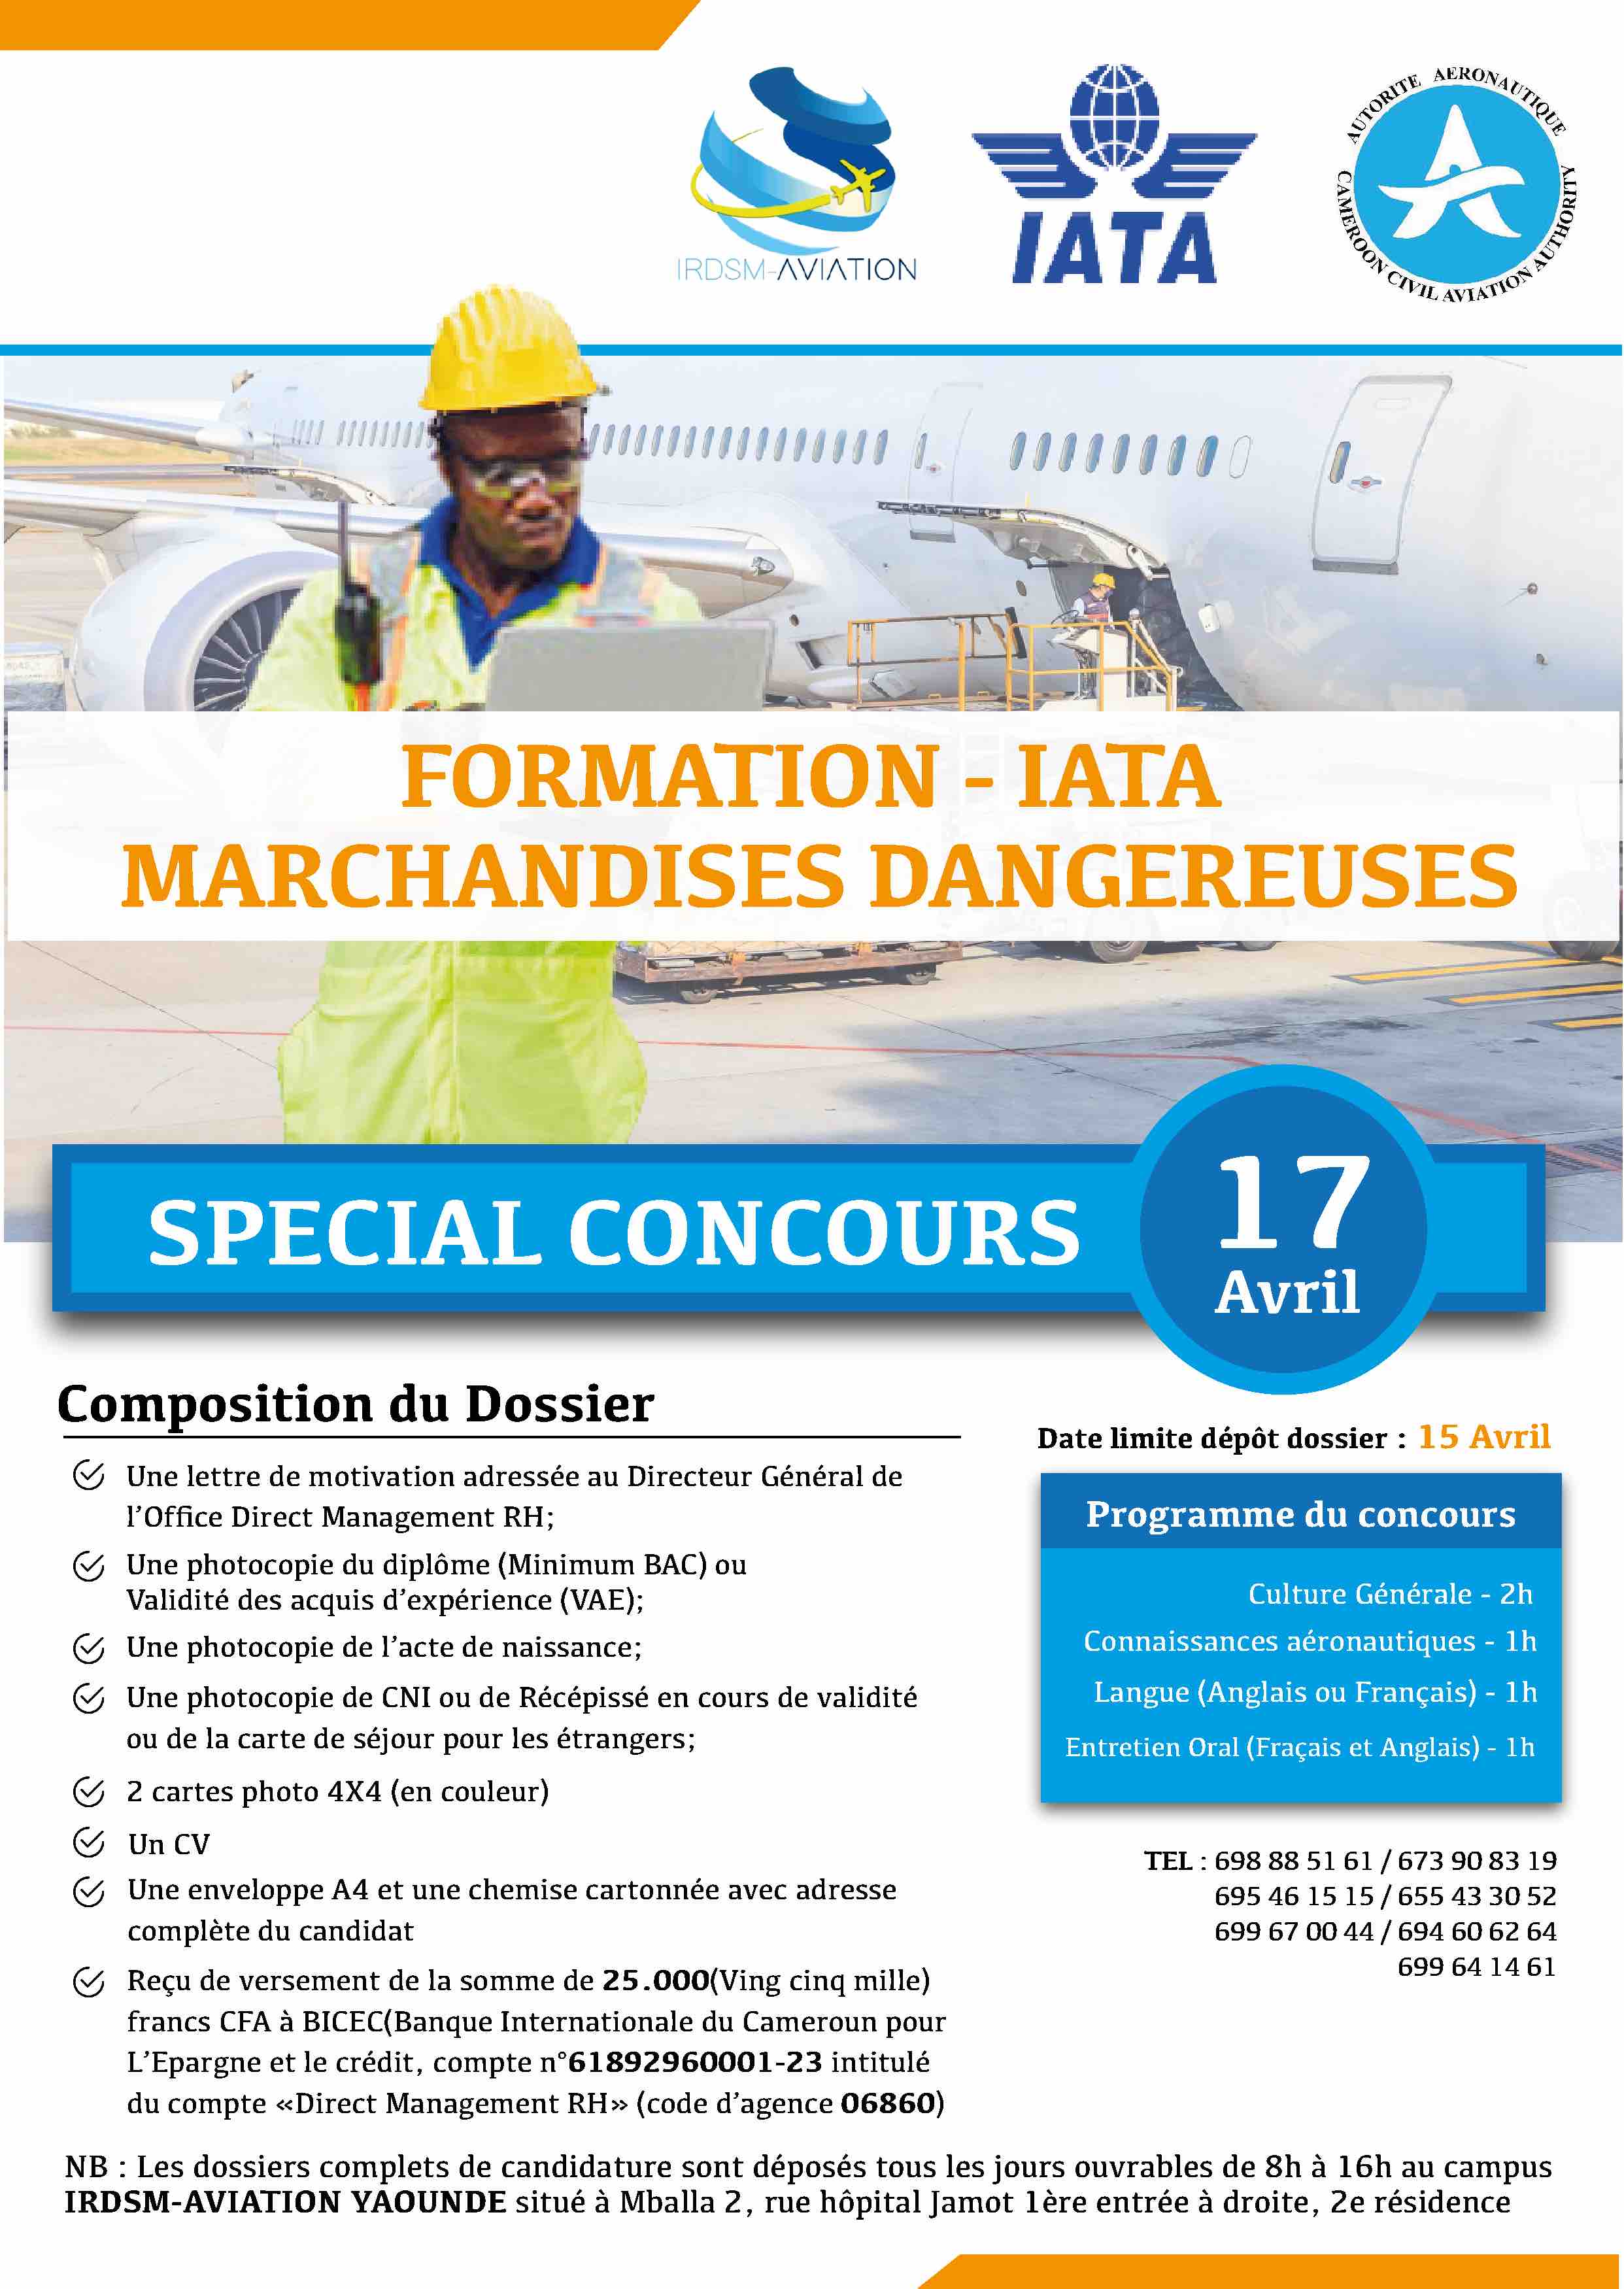 IRDSM-AVIATION
IATA
AUTORITE AERONAUTIQUE
CAMEROON CIVIL AVIATION AUTHORITY
FORMATION - IATA
MARCHANDISES DANGEREUSES
SPECIAL CONCOURS
17
Avril
Composition du Dossier
Une lettre de motivation adressée au Directeur Général de
l’Office Direct Management RH;
Une photocopie du diplôme (Minimum BAC) ou
Validité des acquis d’expérience (VAE);
Une photocopie de l’acte de naissance;
Une photocopie de CNI ou de Récépissé en cours de validité
ou de la carte de séjour pour les étrangers;
2 cartes photo 4X4 (en couleur)
Un CV
Une enveloppe A4 et une chemise cartonnée avec adresse
complète du candidat
Reçu de versement de la somme de 25.000(Ving cinq mille)
francs CFA à BICEC(Banque Internationale du Cameroun pour
L’Epargne et le crédit, compte n°61892960001-23 intitulé
du compte «Direct Management RH» (code d’agence 06860)
Date limite dépôt dossier : 15 Avril
Programme du concours
Culture Générale - 2h
Connaissances aéronautiques - 1h
Langue (Anglais ou Français) - 1h
Entretien Oral (Fraçais et Anglais) - 1h
TEL : 698 88 51 61 / 673 90 83 19
695 46 15 15 / 655 43 30 52
699 67 00 44 / 694 60 62 64
699 64 14 61
NB : Les dossiers complets de candidature sont déposés tous les jours ouvrables de 8h à 16h au campus
IRDSM-AVIATION YAOUNDE situé à Mballa 2, rue hôpital Jamot 1ère entrée à droite, 2e résidence